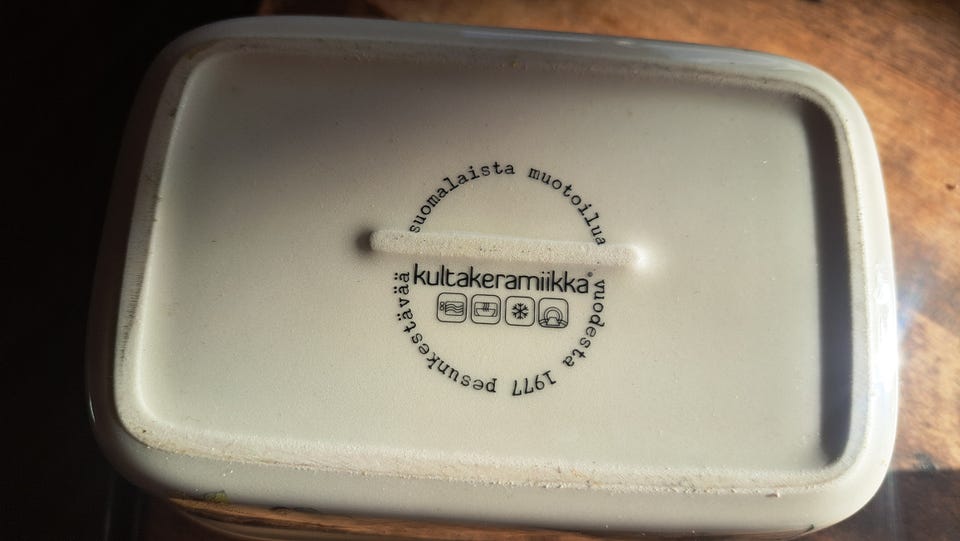 suomalaista muotoilua vuodesta 1977 pesunkestävää
kultakeramiikka®